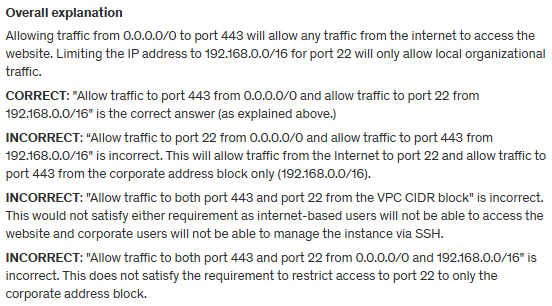 Overall explanation
Allowing traffic from 0.0.0.0/0 to port 443 will allow any traffic from the internet to access the
website. Limiting the IP address to 192.168.0.0/16 for port 22 will only allow local organizational
traffic.
CORRECT: "Allow traffic to port 443 from 0.0.0.0/0 and allow traffic to port 22 from
192.168.0.0/16" is the correct answer (as explained above.)
INCORRECT: “Allow traffic to port 22 from 0.0.0.0/0 and allow traffic to port 443 from
192.168.0.0/16" is incorrect. This will allow traffic from the Internet to port 22 and allow traffic to
port 443 from the corporate address block only (192.168.0.0/16).
INCORRECT: "Allow traffic to both port 443 and port 22 from the VPC CIDR block" is incorrect.
This would not satisfy either requirement as internet-based users will not be able to access the
website and corporate users will not be able to manage the instance via SSH.
INCORRECT: "Allow traffic to both port 443 and port 22 from 0.0.0.0/0 and 192.168.0.0/16" is
incorrect. This does not satisfy the requirement to restrict access to port 22 to only the
corporate address block.